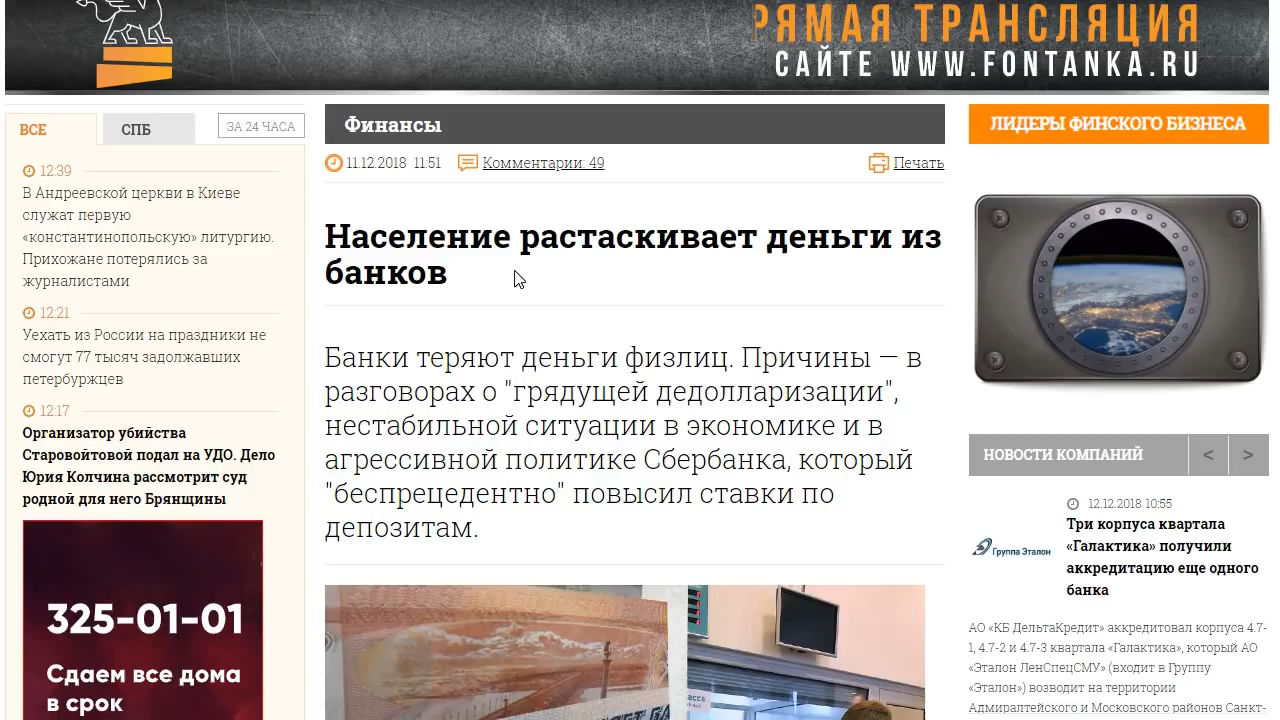 РЯМАЯ ТРАНСЛЯЦИЯ
САЙТЕ WWW.FONTANKA.RU
ВСЕ
СПБ
ЗА 24 ЧАСА
12:39
В Андреевской церкви в Киеве
служат первую
«константинопольскую» литургию.
Прихожане потерялись за
журналистами
12:21
Уехать из России на праздники не
смогут 77 тысяч задолжавших
петербуржцев
12:17
Организатор убийства
Старовойтовой подал на УДО. Дело
Юрия Колчина рассмотрит суд
родной для него Брянщины
325-01-01
Сдаем все дома
в срок
Финансы
11.12.2018 11:51
Комментарии: 49
Печать
Население растаскивает деньги из
банков
Банки теряют деньги физлиц. Причины — в
разговорах о "грядущей дедолларизации",
нестабильной ситуации в экономике и в
агрессивной политике Сбербанка, который
"беспрецедентно" повысил ставки по
депозитам.
ЛИДЕРЫ ФИНСКОГО БИЗНЕСА
НОВОСТИ КОМПАНИЙ
< >
12.12.2018 10:55
Группа Эталон
Три корпуса квартала
«Галактика» получили
аккредитацию еще одного
банка
АО «КБ ДельтаКредит» аккредитовал корпуса 4.7-
1, 4.7-2 и 4.7-3 квартала «Галактика», который АО
«Эталон ЛенСпецСМУ» (входит в Группу
«Эталон») возводит на территории
Адмиралтейского и Московского районов Санкт-